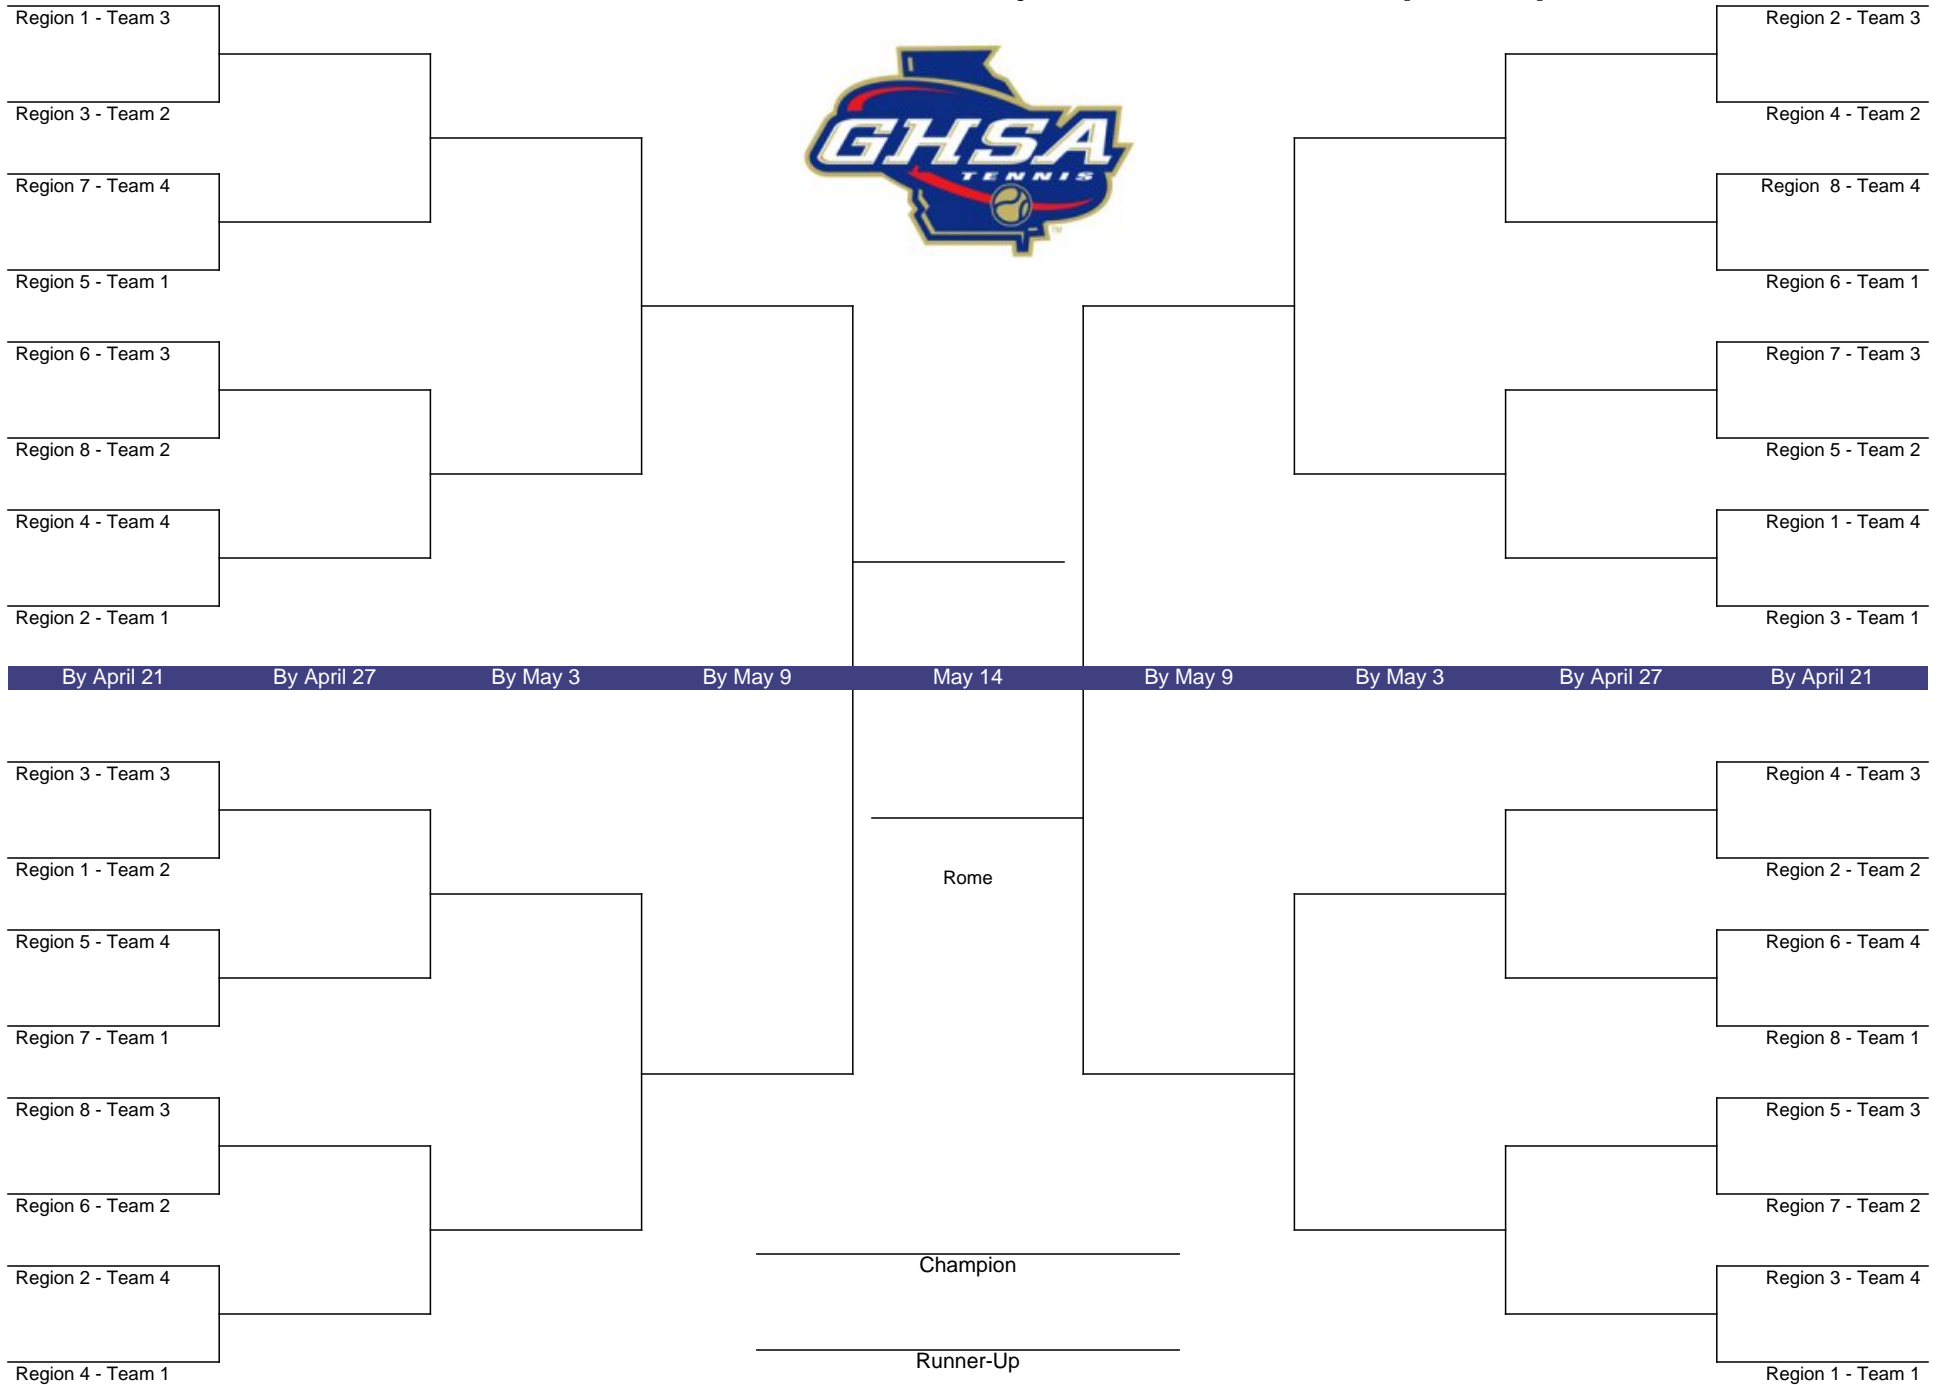 Region 1 - Team 3
Region 2 - Team 3
GHSA
TENNIS
TM
Region 3 - Team 2
Region 4 - Team 2
Region 7 - Team 4
Region  8 - Team 4
Region 5 - Team 1
Region 6 - Team 1
Region 6 - Team 3
Region 7 - Team 3
Region 8 - Team 2
Region 5 - Team 2
Region 4 - Team 4
Region 1 - Team 4
Region 2 - Team 1
Region 3 - Team 1
By April 21 By April 27 By May 3 By May 9 May 14 By May 9 By May 3 By April 27 By April 21
Region 3 - Team 3
Region 4 - Team 3
Region 1 - Team 2
Rome
Region 2 - Team 2
Region 5 - Team 4
Region 6 - Team 4
Region 7 - Team 1
Region 8 - Team 1
Region 8 - Team 3
Region 5 - Team 3
Region 6 - Team 2
Region 7 - Team 2
Champion
Region 2 - Team 4
Region 3 - Team 4
Runner-Up
Region 4 - Team 1
Region 1 - Team 1